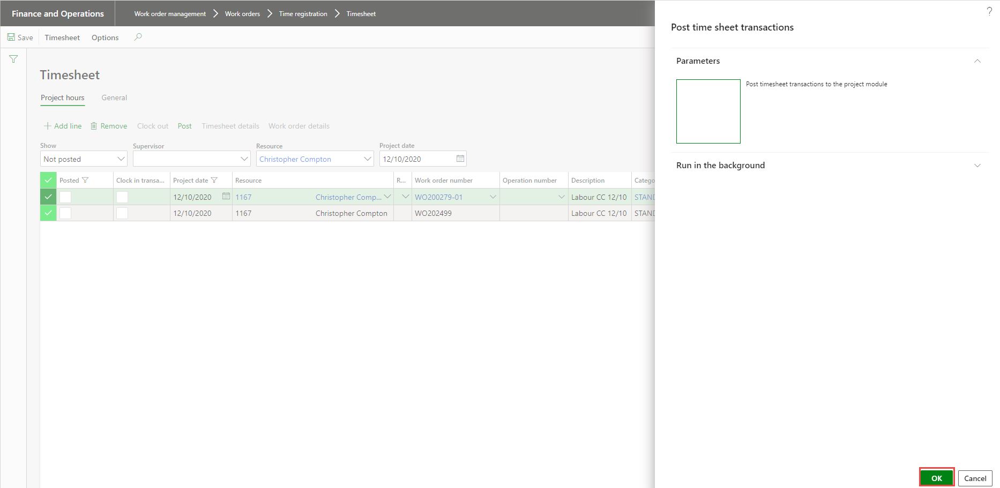 Finance and Operations
Work order management > Work orders > Time registration > Timesheet
?
Save Timesheet Options
Post time sheet transactions
Parameters
Post timesheet transactions to the project module
Run in the background
Timesheet
Project hours General
Add line Remove Clock out Post Timesheet details Work order details
Show Supervisor Resource Project date
Not posted Christopher Compton 12/10/2020
Posted Clock in transa... Project date Resource R... Work order number Operation number Description Catego
12/10/2020 1167 Christopher Comp... WO200279-01 Labour CC 12/10 STAND
12/10/2020 1167 Christopher Compton WO202499 Labour CC 12/10 STAND
OK Cancel